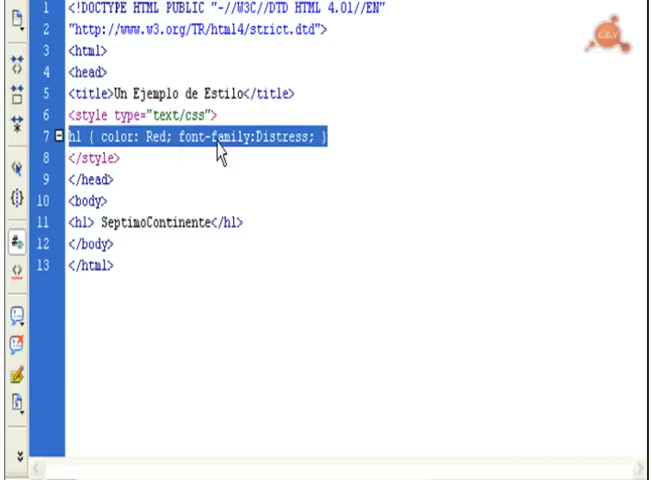 1 <!DOCTYPE HTML PUBLIC "-//W3C//DTD HTML 4.01//EN"
2 "http://www.w3.org/TR/html4/strict.dtd">
3 <html>
4 <head>
5 <title>Un Ejemplo de Estilo</title>
6 <style type="text/css">
7 h1 { color: Red; font-family:Distress; }
8 </style>
9 </head>
10 <body>
11 <h1> SeptimoContinente</h1>
12 </body>
13 </html>